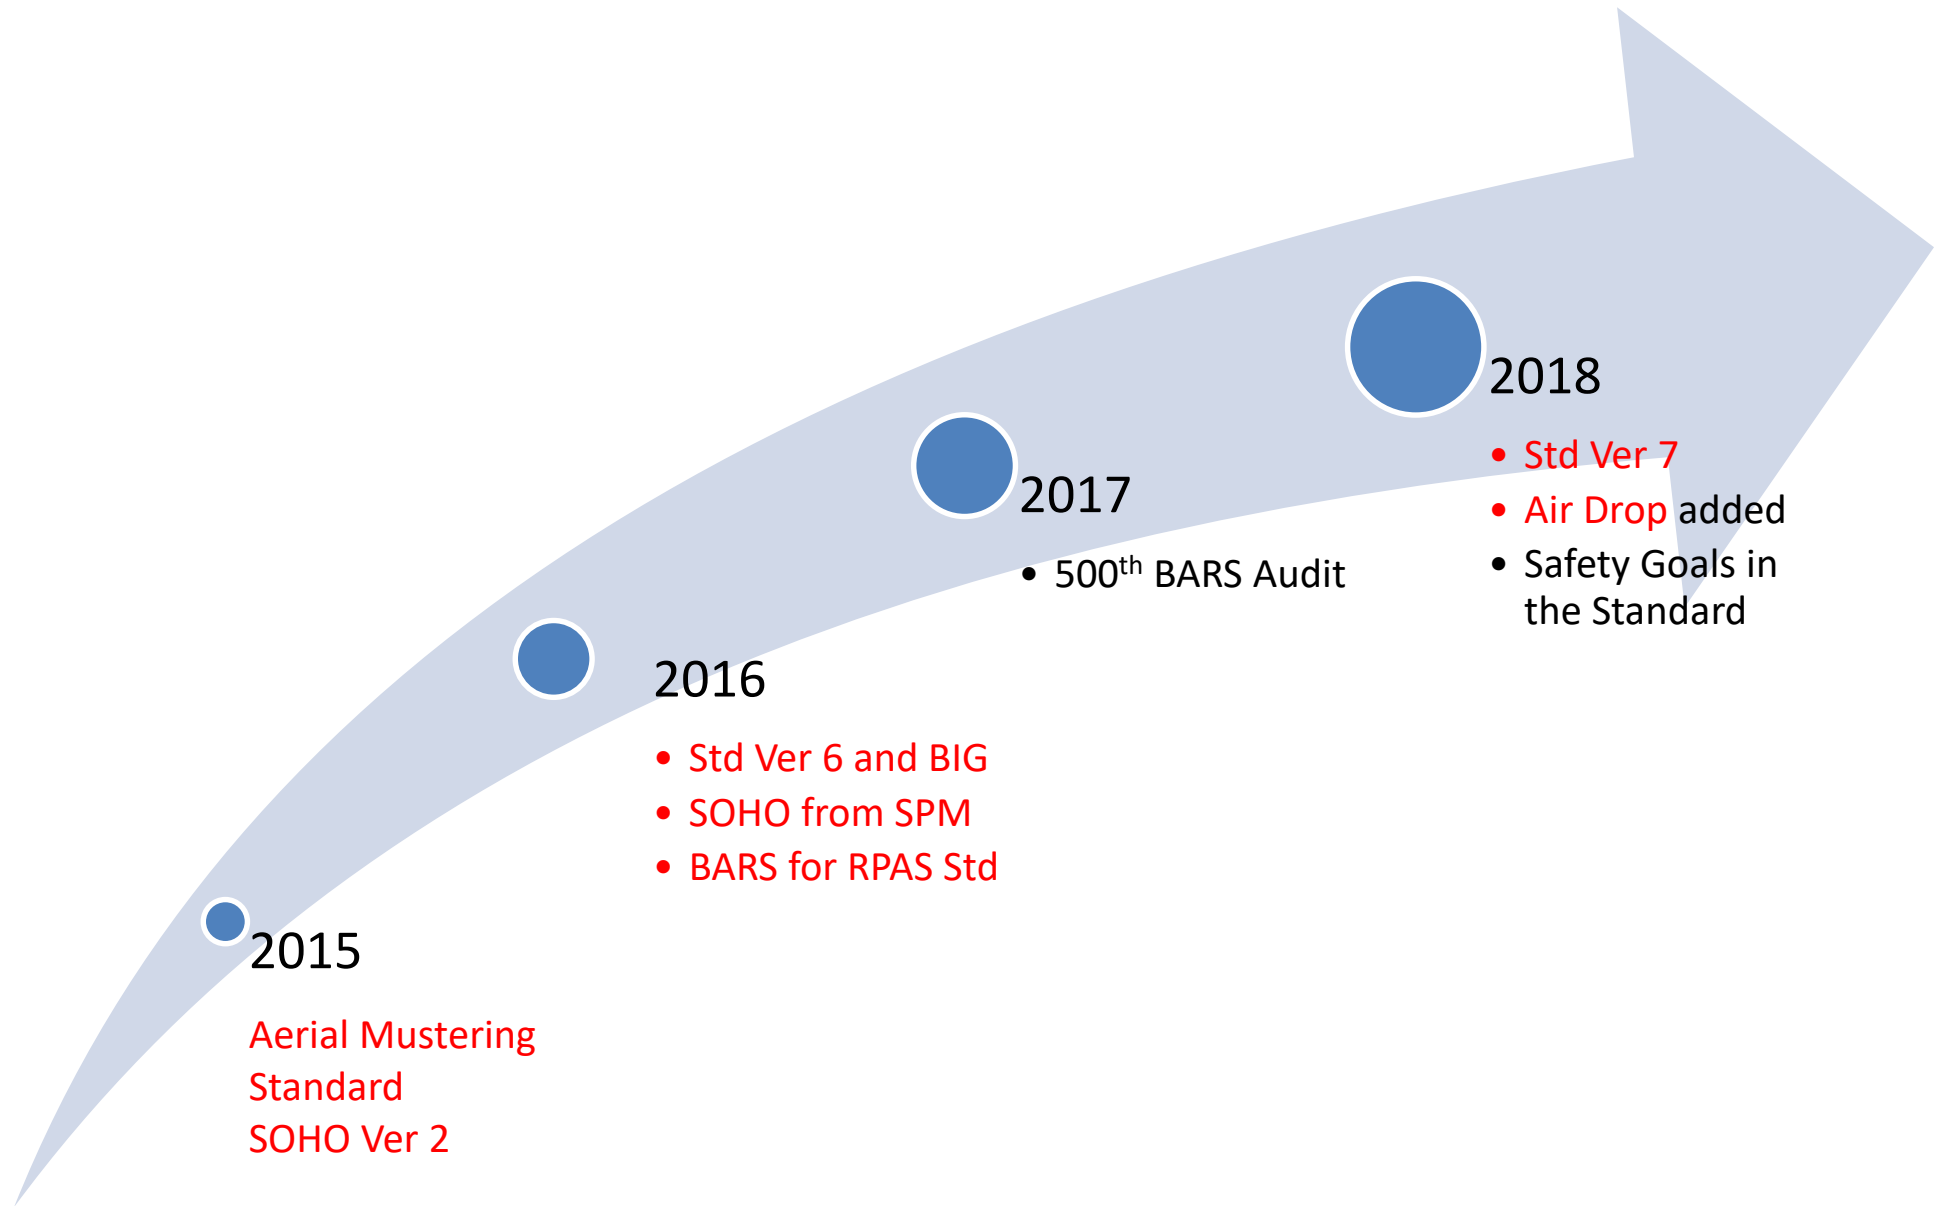 2015
Aerial Mustering
Standard
SOHO Ver 2
2016
• Std Ver 6 and BIG
• SOHO from SPM
• BARS for RPAS Std
2017
• 500th BARS Audit
2018
• Std Ver 7
• Air Drop added
• Safety Goals in
the Standard